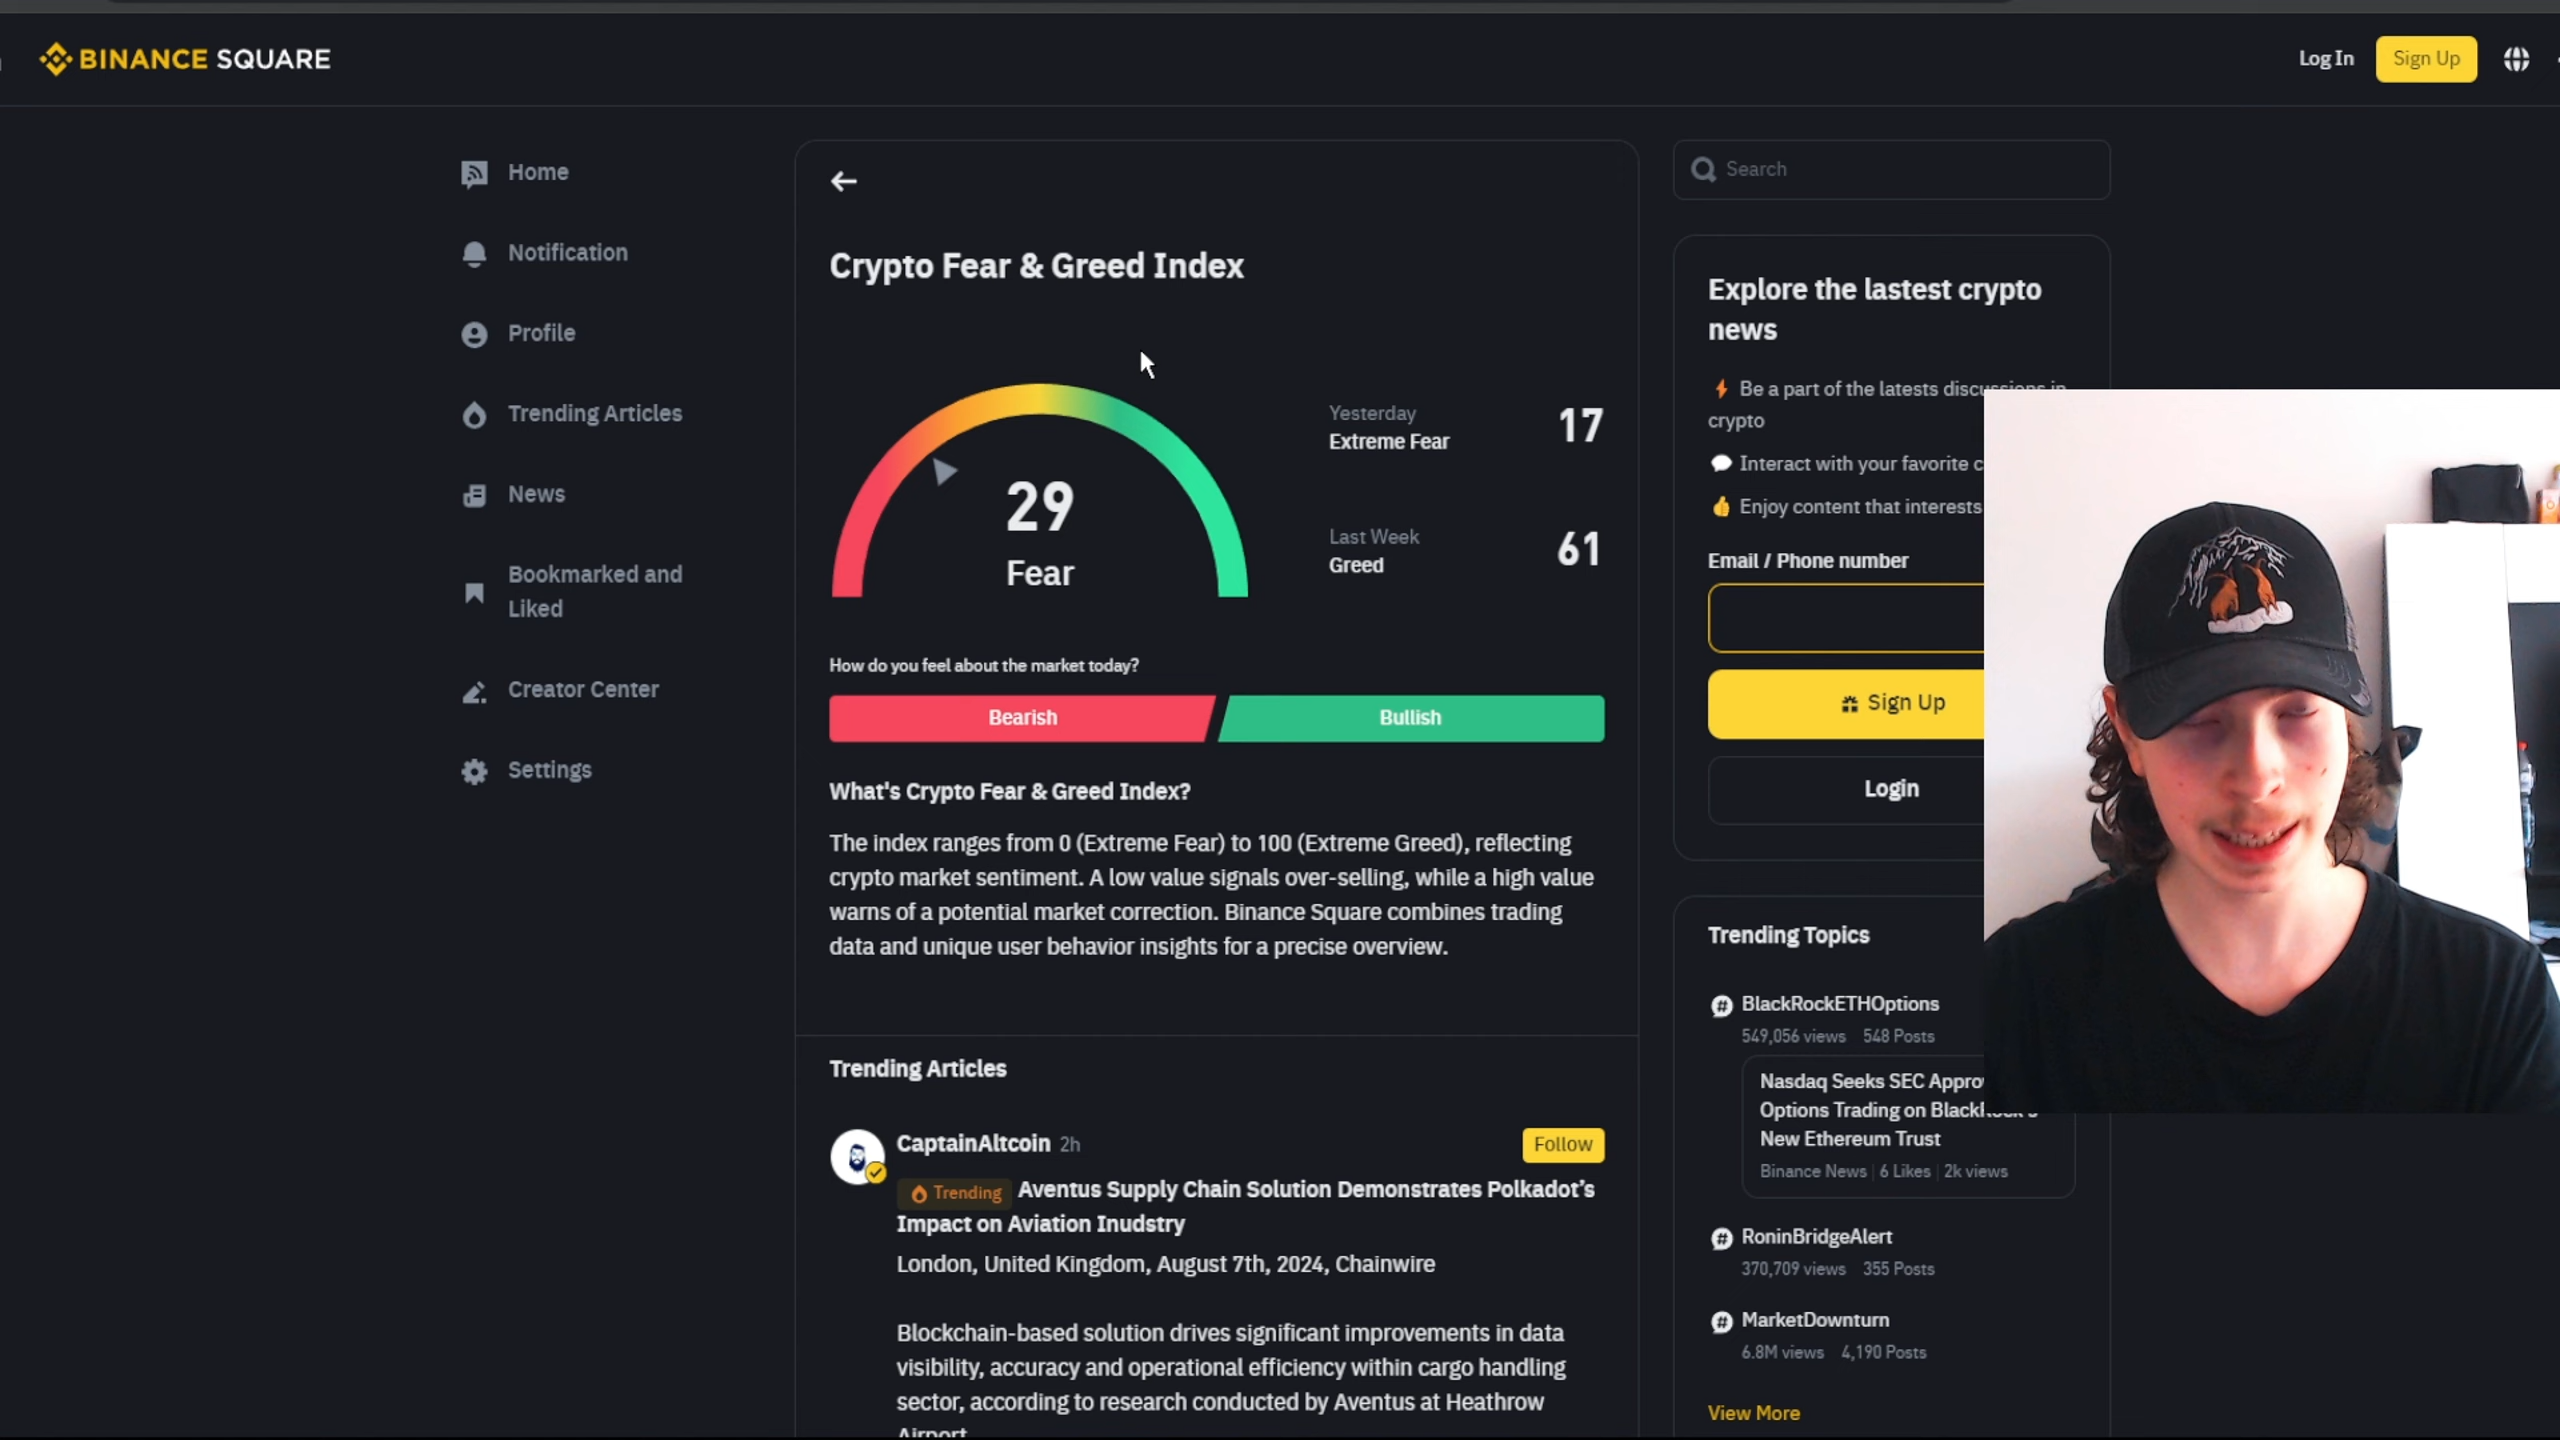 BINANCE SQUARE
Log In
Sign Up
Home
Notification
Profile
Trending Articles
News
Bookmarked and
Liked
Creator Center
Settings
Crypto Fear & Greed Index
29
Fear
Yesterday
Extreme Fear
17
Last Week
Greed
61
How do you feel about the market today?
Bearish
Bullish
What's Crypto Fear & Greed Index?
The index ranges from 0 (Extreme Fear) to 100 (Extreme Greed), reflecting
crypto market sentiment. A low value signals over-selling, while a high value
warns of a potential market correction. Binance Square combines trading
data and unique user behavior insights for a precise overview.
Trending Articles
CaptainAltcoin 2h
Follow
Trending Aventus Supply Chain Solution Demonstrates Polkadot's
Impact on Aviation Inudstry
London, United Kingdom, August 7th, 2024, Chainwire
Blockchain-based solution drives significant improvements in data
visibility, accuracy and operational efficiency within cargo handling
sector, according to research conducted by Aventus at Heathrow
Airport
Search
Explore the lastest crypto
news
Be a part of the latests discussions in
crypto
Interact with your favorite
Enjoy content that interests
Email / Phone number
Sign Up
Login
Trending Topics
BlackRockETHOptions
549,056 views 548 Posts
Nasdaq Seeks SEC
Options Trading on BlackRock's
New Ethereum Trust
Binance News | 6 Likes | 2k views
RoninBridgeAlert
370,709 views 355 Posts
MarketDownturn
6.8M views 4,190 Posts
View More